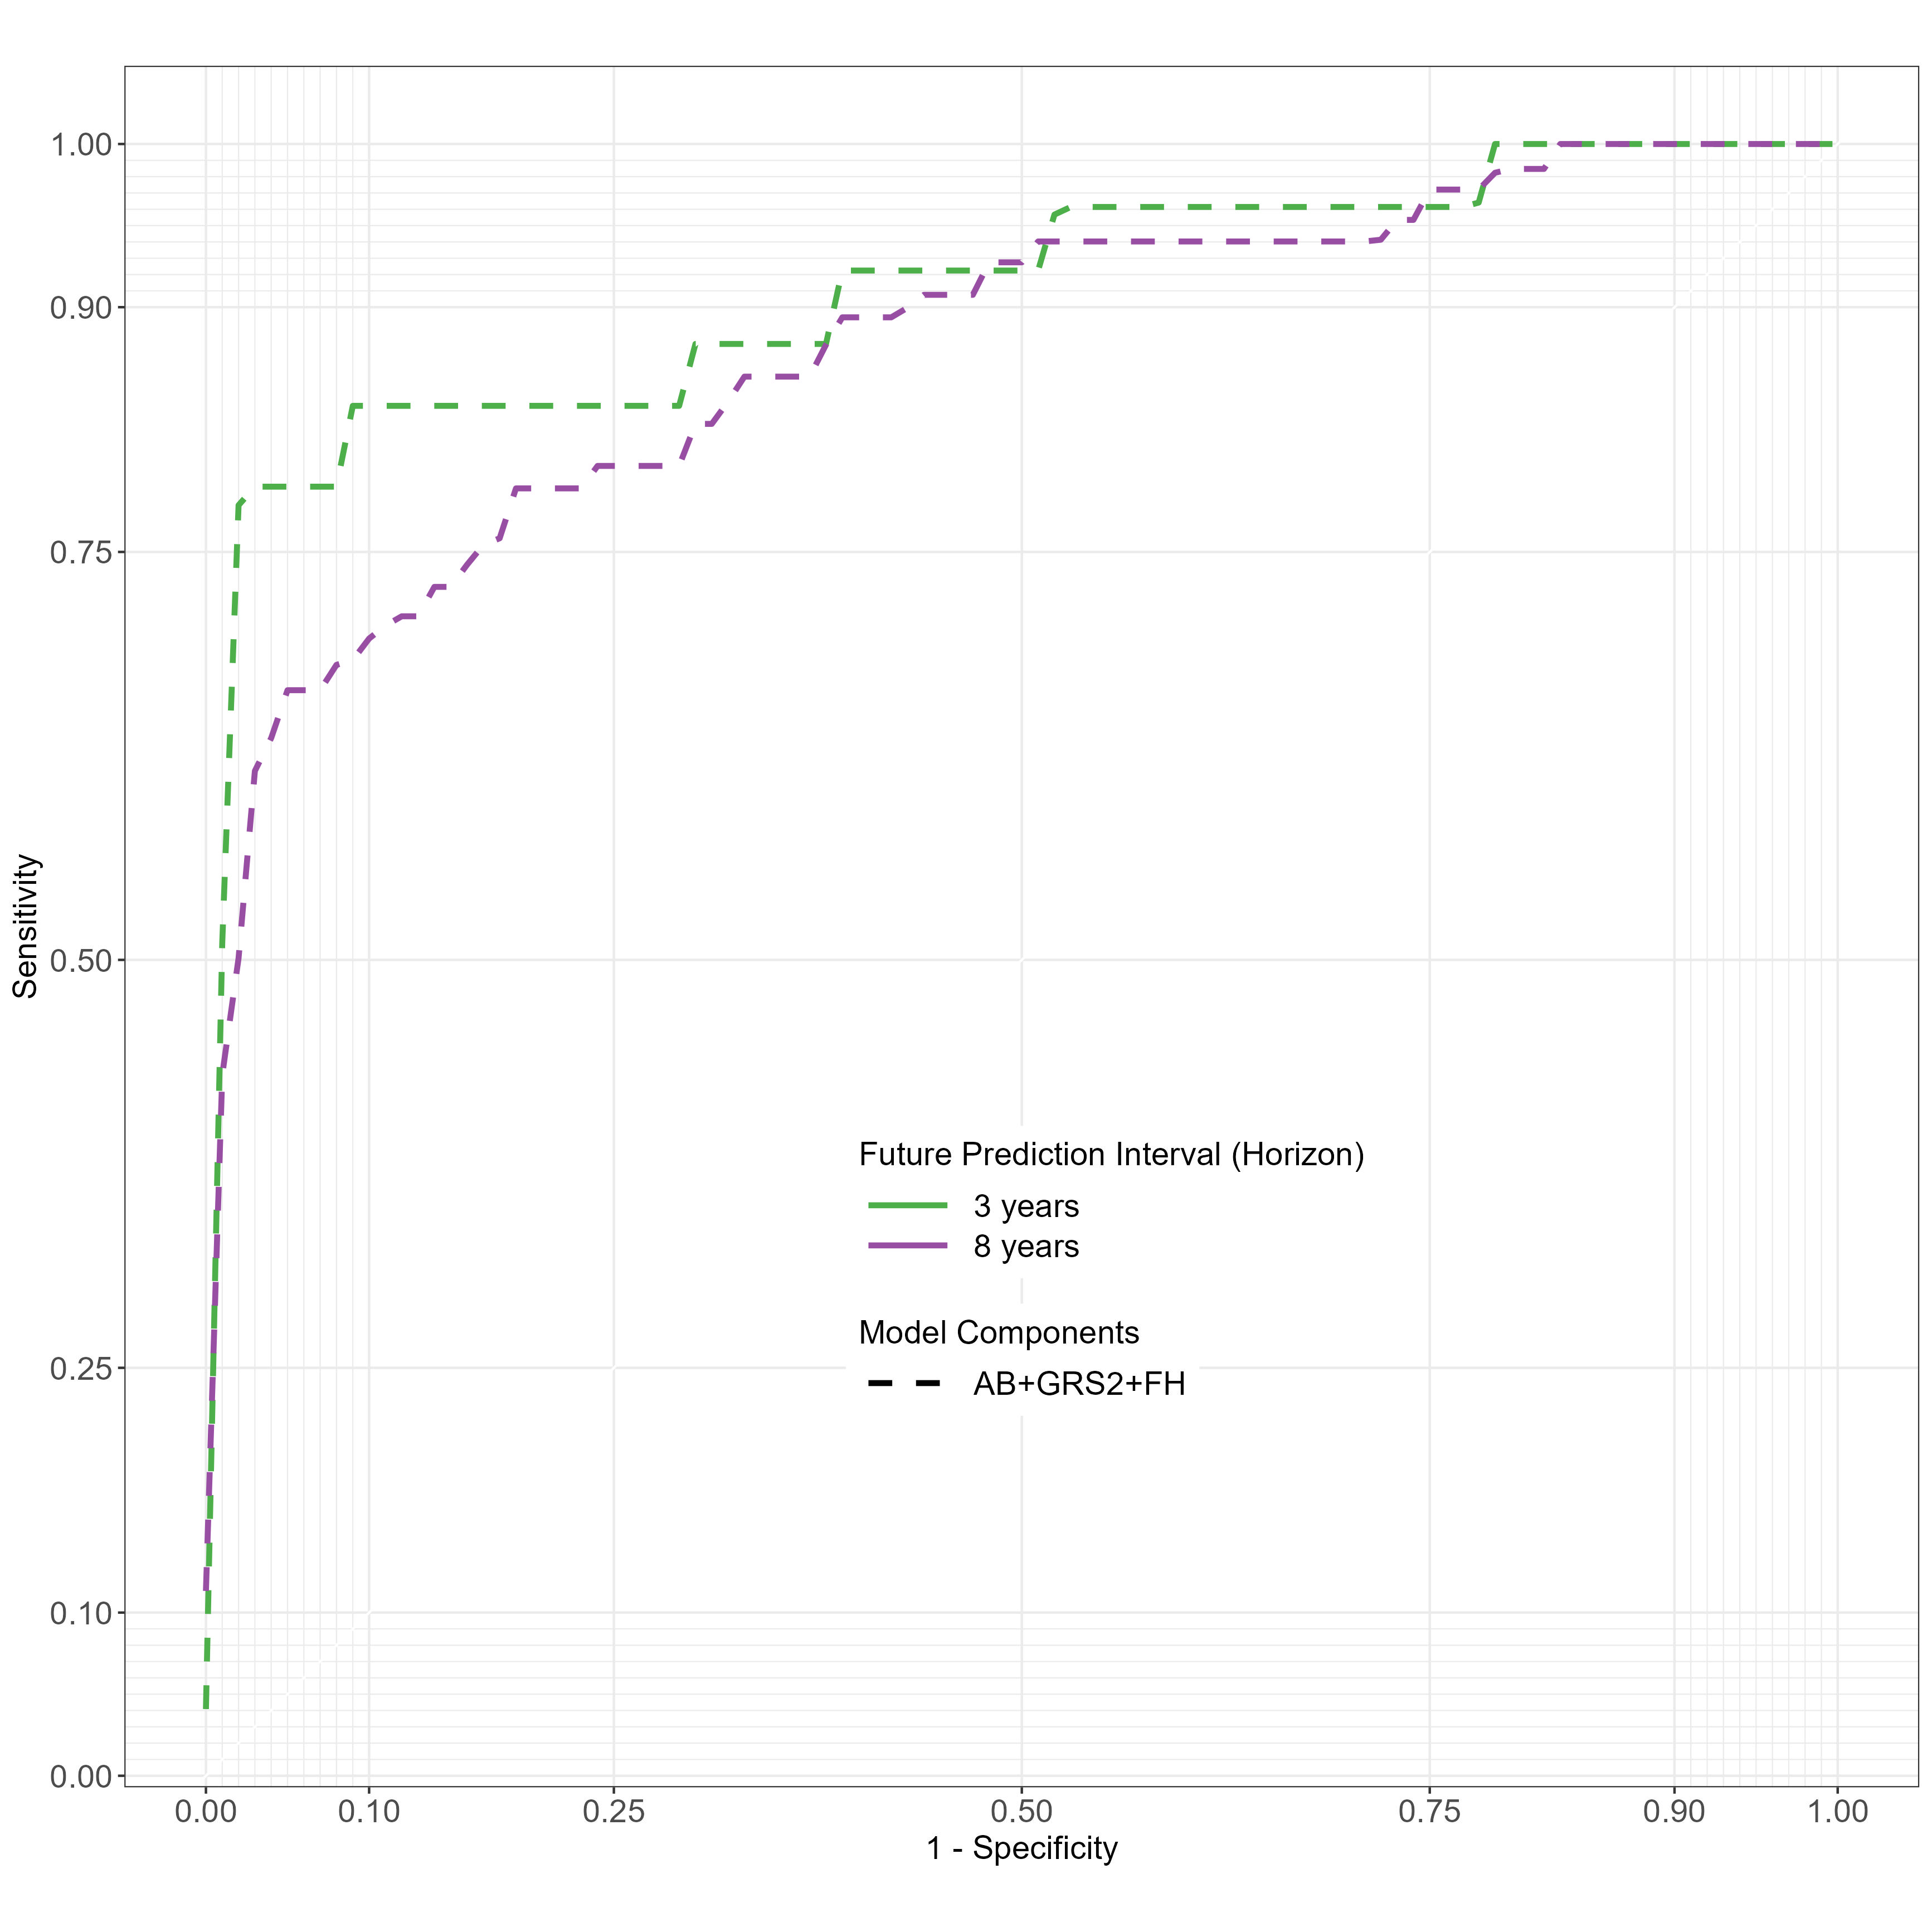 1.00
0.90
0.75
0.50
0.25
0.10
0.00
Sensitivity
Future Prediction Interval (Horizon)
3 years
8 years
Model Components
AB+GRS2+FH
0.00 0.10 0.25 0.50 0.75 0.90 1.00
1 - Specificity